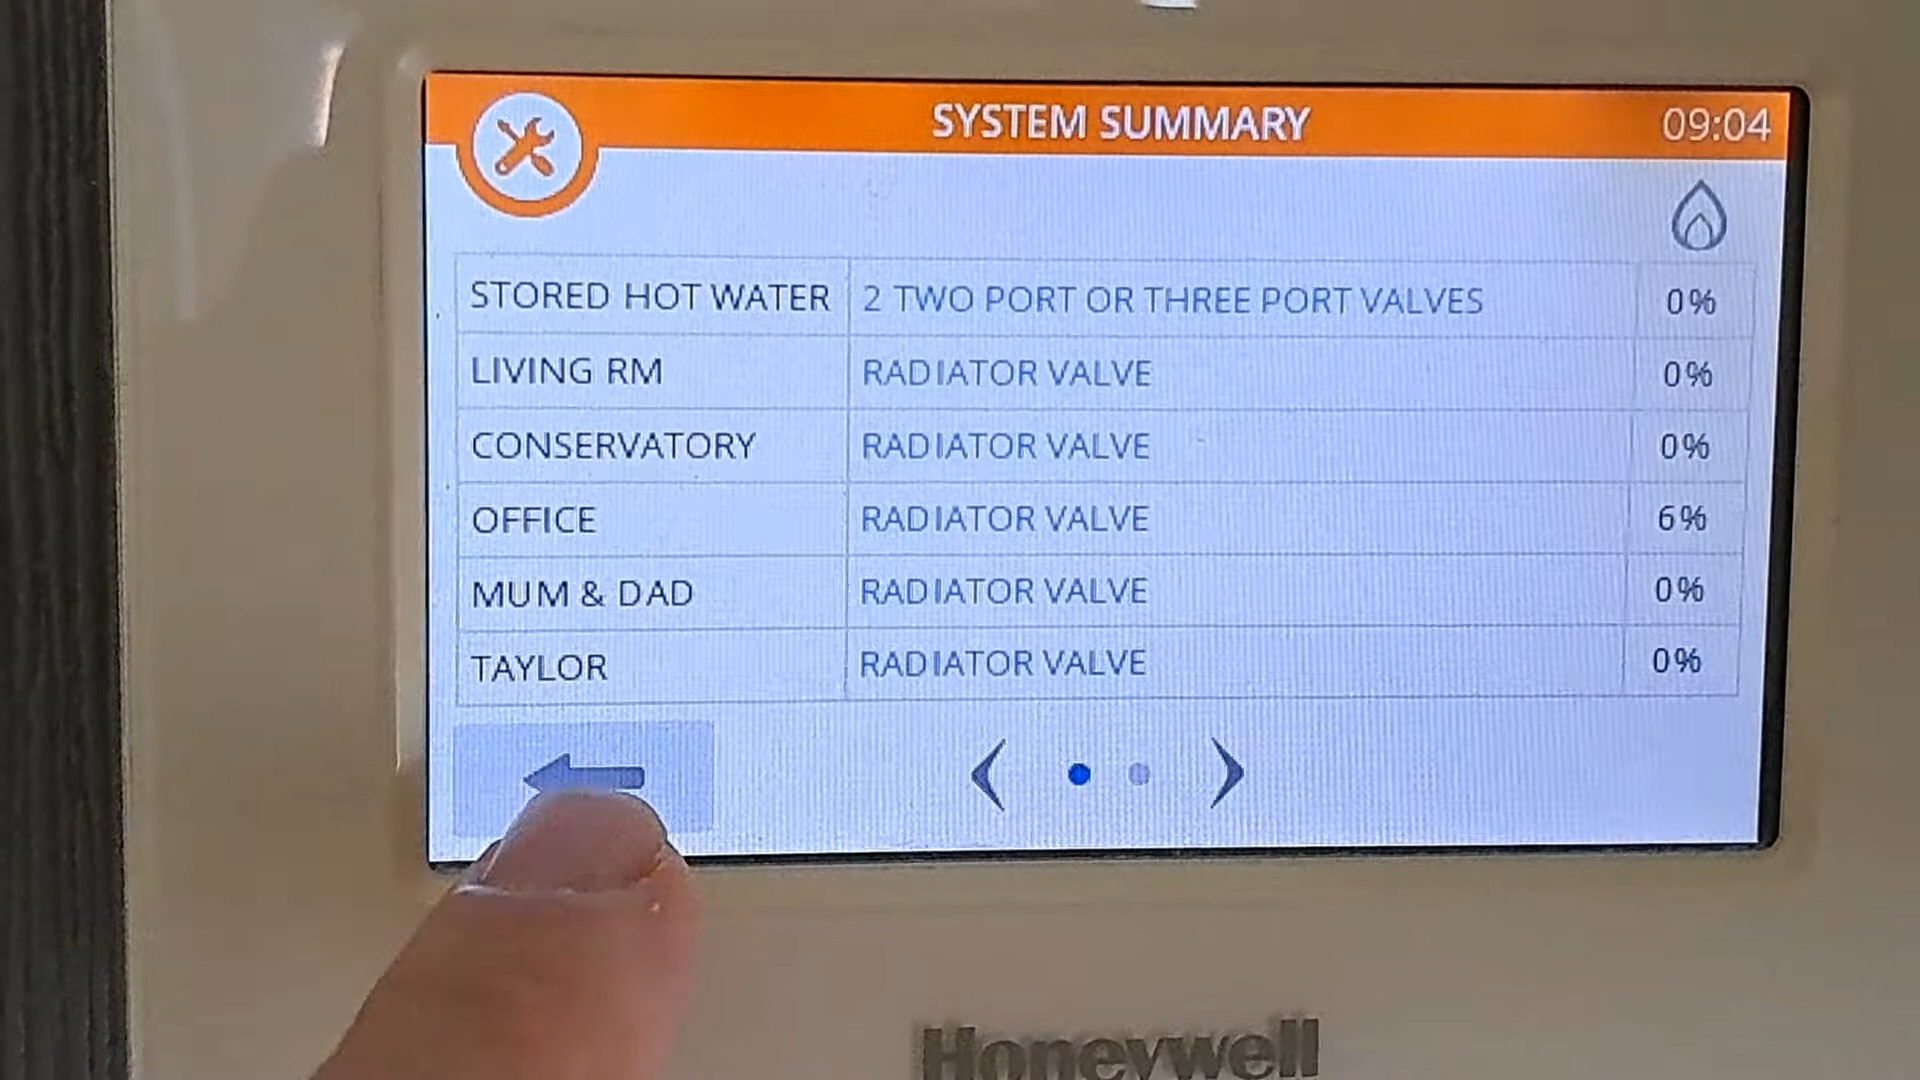 SYSTEM SUMMARY 09:04
STORED HOT WATER 2 TWO PORT OR THREE PORT VALVES 0%
LIVING RM RADIATOR VALVE 0%
CONSERVATORY RADIATOR VALVE 0%
OFFICE RADIATOR VALVE 6%
MUM & DAD RADIATOR VALVE 0%
TAYLOR RADIATOR VALVE 0%
Honeywell